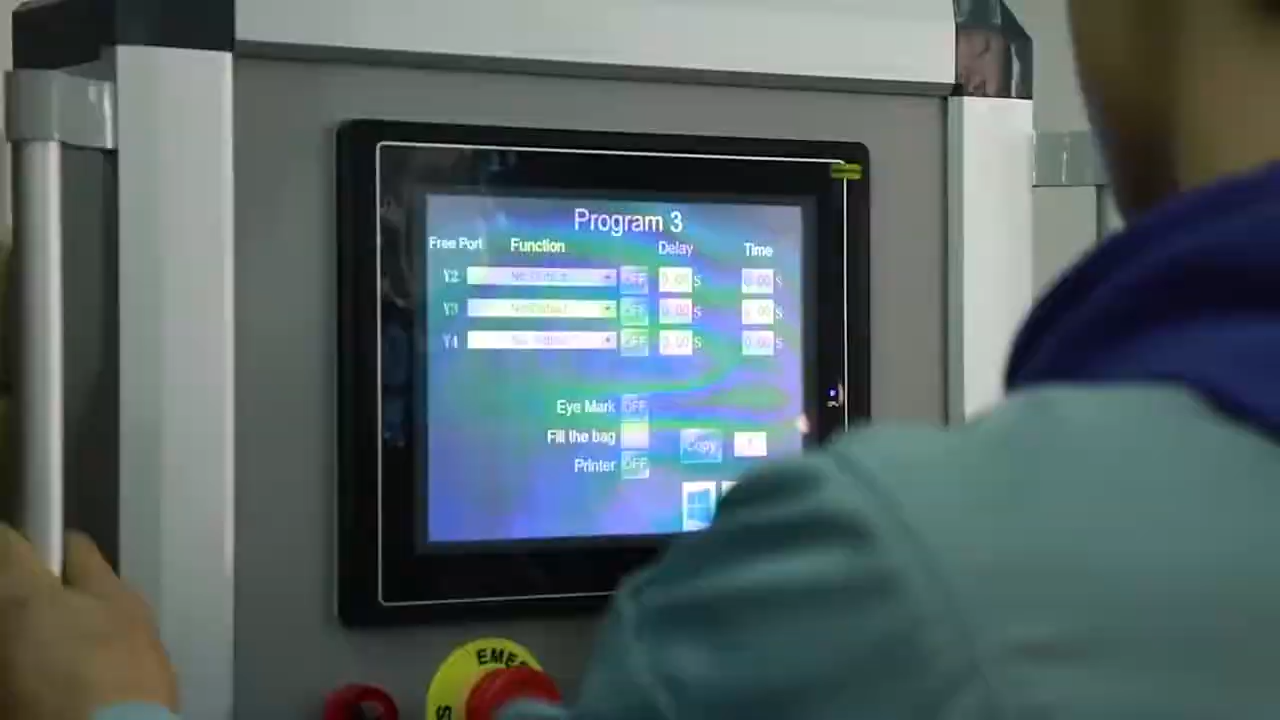 Program 3
Free Port Function Delay Time
Y2 OFF 0.00 S 0.00 S
Y3 OFF 0.00 S 0.00 S
Y4 OFF 0.00 S 0.00 S
Eye Mark OFF
Fill the bag
Copy
Printer OFF
EME
S